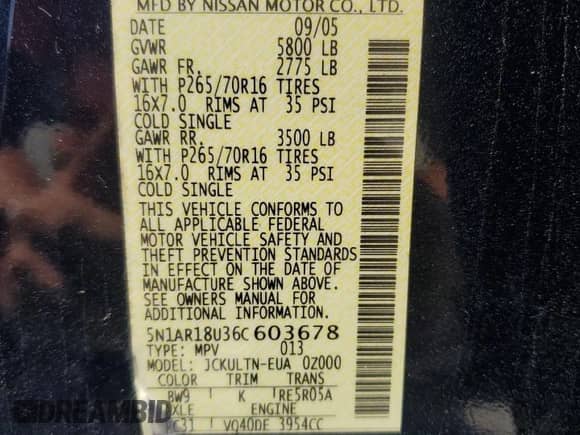 MFD BY NISSAN MOTOR CO., LTD.
DATE 09/05
GVWR 5800 LB
GAWR FR. 2775 LB
WITH P265/70R16 TIRES
16X7.0 RIMS AT 35 PSI
COLD SINGLE
GAWR RR. 3500 LB
WITH P265/70R16 TIRES
16X7.0 RIMS AT 35 PSI
COLD SINGLE
THIS VEHICLE CONFORMS TO
ALL APPLICABLE FEDERAL
MOTOR VEHICLE SAFETY AND
THEFT PREVENTION STANDARDS
IN EFFECT ON THE DATE OF
MANUFACTURE SHOWN ABOVE.
SEE OWNERS MANUAL FOR
ADDITIONAL INFORMATION.
5N1AR18U36C603678
TYPE: MPV 013
MODEL: JCKULTN-EUA 0Z000
COLOR TRIM TRANS
BW9 K RE5R05A
AXLE ENGINE
C31 VQ40DE 3954CC
DREAMBID